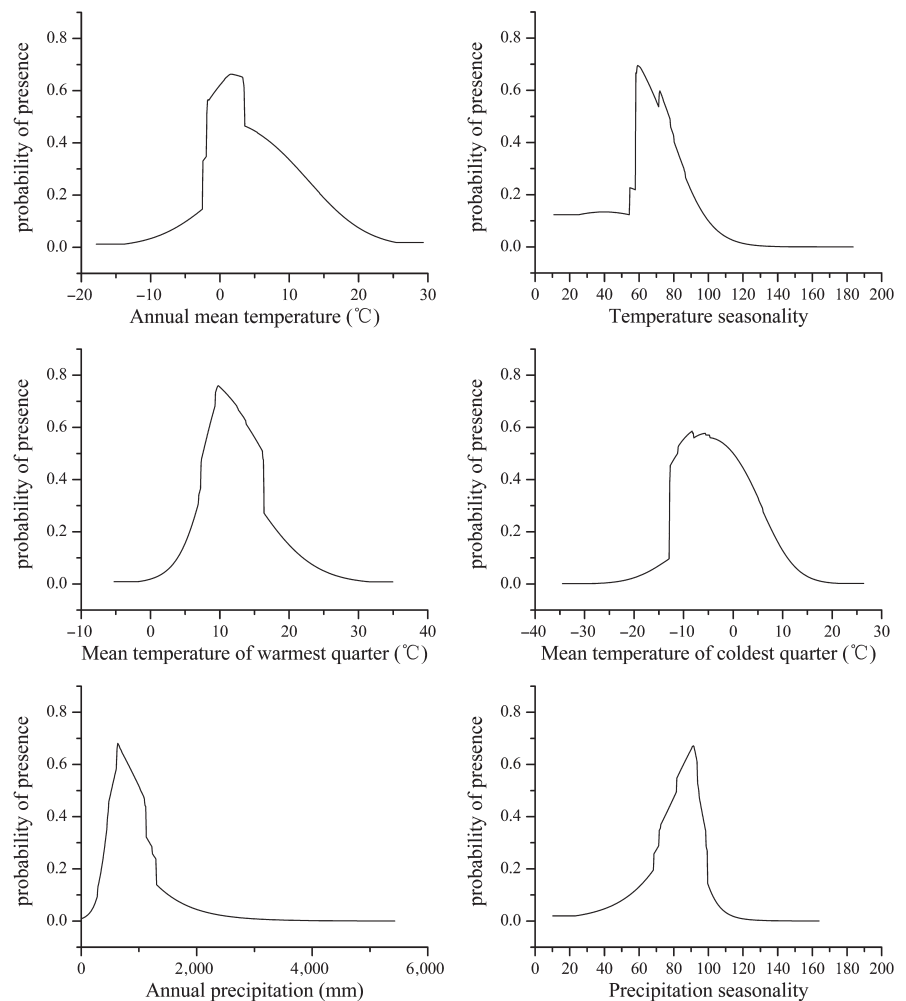 probability of presence
0.8
0.6
0.4
0.2
0.0
–20 –10 0 10 20 30
Annual mean temperature (℃)
probability of presence
0.8
0.6
0.4
0.2
0.0
0 20 40 60 80 100 120 140 160 180 200
Temperature seasonality
probability of presence
0.8
0.6
0.4
0.2
0.0
–10 0 10 20 30 40
Mean temperature of warmest quarter (℃)
probability of presence
0.8
0.6
0.4
0.2
0.0
–40 –30 –20 –10 0 10 20 30
Mean temperature of coldest quarter (℃)
probability of presence
0.8
0.6
0.4
0.2
0.0
0 2,000 4,000 6,000
Annual precipitation (mm)
probability of presence
0.8
0.6
0.4
0.2
0.0
0 20 40 60 80 100 120 140 160 180 200
Precipitation seasonality